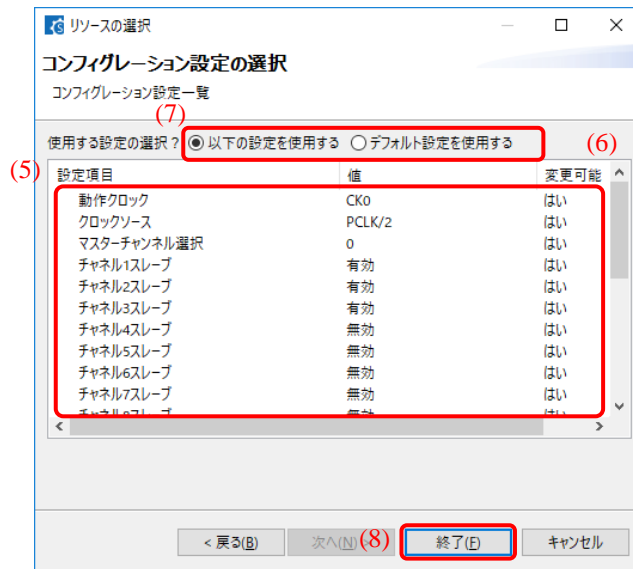 リソースの選択
コンフィグレーション設定の選択
コンフィグレーション設定一覧
(7)
使用する設定の選択? 以下の設定を使用する デフォルト設定を使用する
(6)
(5)
設定項目 値 変更可能
動作クロック CK0 はい
クロックソース PCLK/2 はい
マスターチャンネル選択 0 はい
チャネル1スレーブ 有効 はい
チャネル2スレーブ 有効 はい
チャネル3スレーブ 有効 はい
チャネル4スレーブ 無効 はい
チャネル5スレーブ 無効 はい
チャネル6スレーブ 無効 はい
チャネル7スレーブ 無効 はい
< 戻る(B) 次へ(N) (8) 終了(F) キャンセル